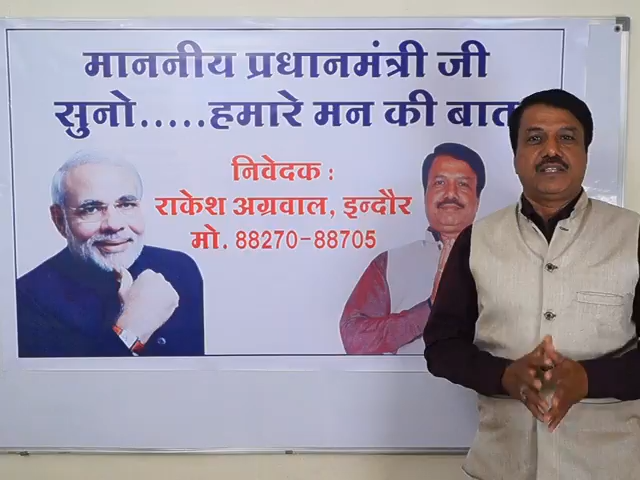 माननीय प्रधानमंत्री जी
सुनो.....हमारे मन की बात
निवेदक :
राकेश अग्रवाल, इन्दौर
मो. 88270-88705